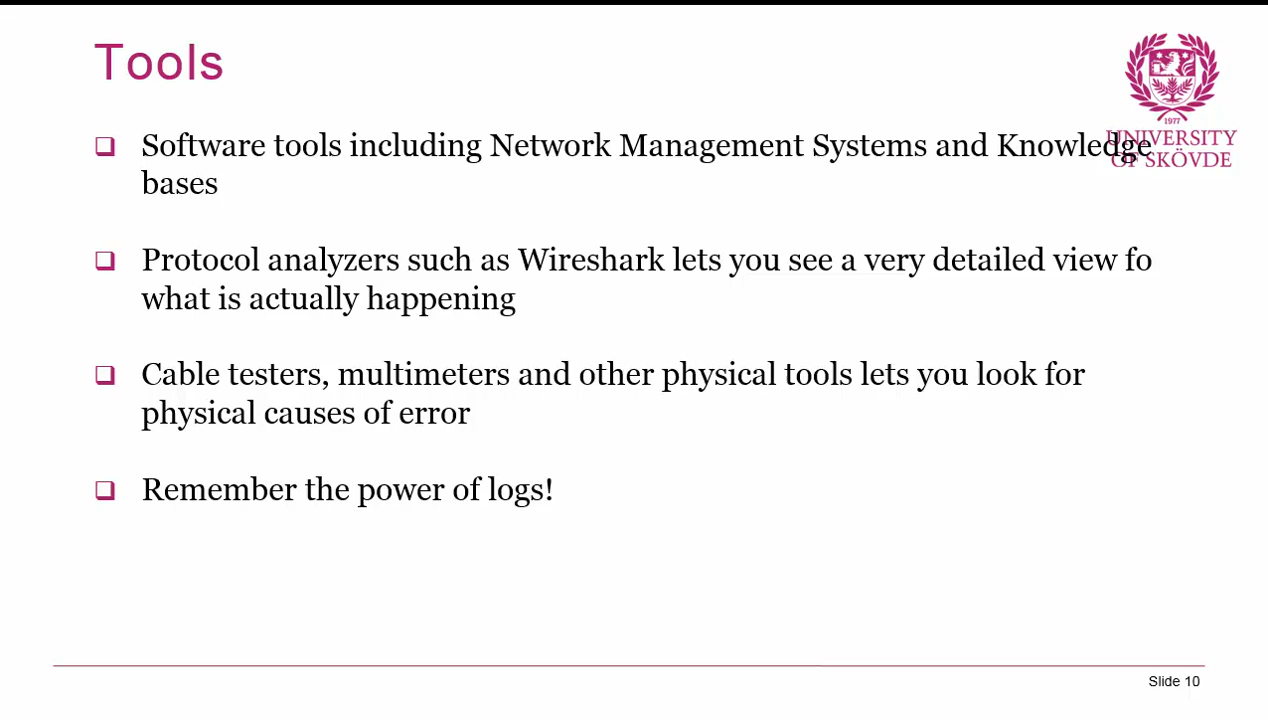 Tools
1977
UNIVERSITY
OF SKÖVDE
Software tools including Network Management Systems and Knowledge
bases
Protocol analyzers such as Wireshark lets you see a very detailed view fo
what is actually happening
Cable testers, multimeters and other physical tools lets you look for
physical causes of error
Remember the power of logs!
Slide 10